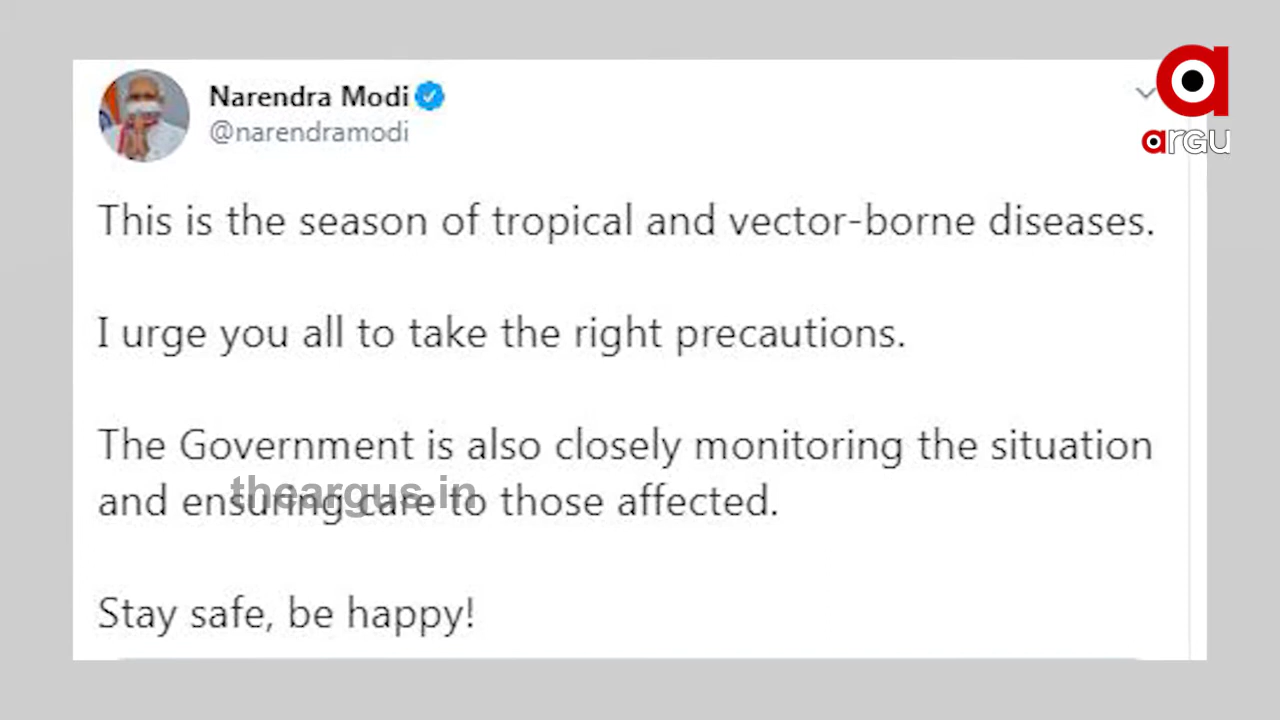 Narendra Modi
@narendramodi
argu
This is the season of tropical and vector-borne diseases.
I urge you all to take the right precautions.
The Government is also closely monitoring the situation
and ensuring care to those affected.
theargus.in
Stay safe, be happy!